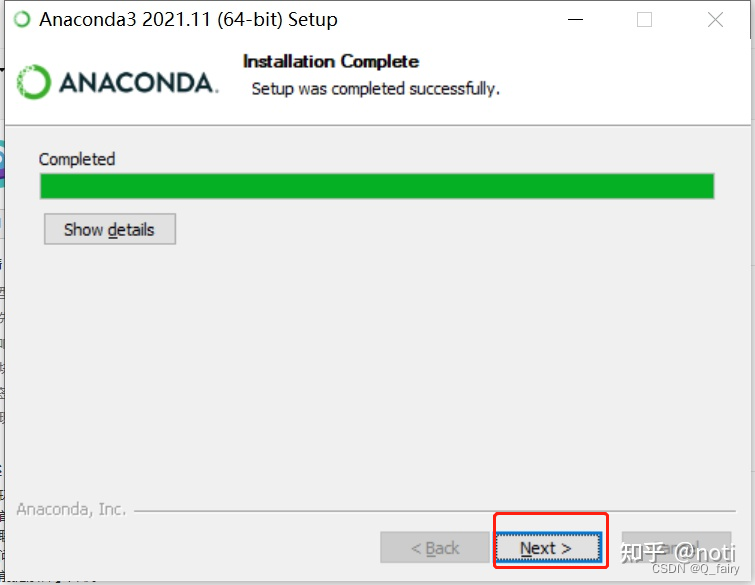 Anaconda3 2021.11 (64-bit) Setup
ANACONDA.
Installation Complete
Setup was completed successfully.
Completed
Show details
Anaconda, Inc.
< Back
Next >
Cancel
知乎 @noti
CSDN @Q_fairy